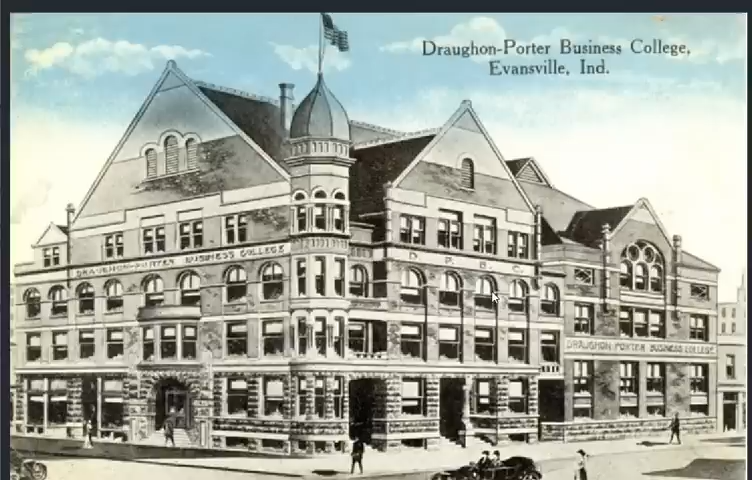 Draughon-Porter Business College,
Evansville, Ind.
DRAUGHON-PORTER BUSINESS COLLEGE
D. P. B. C.
DRAUGHON PORTER BUSINESS COLLEGE